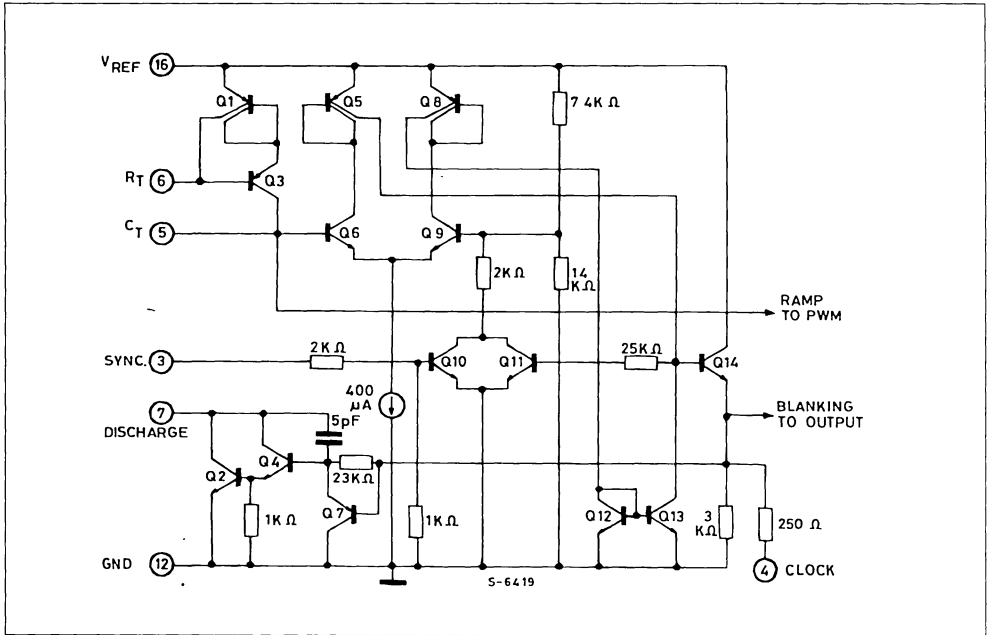 VREF 16
Q1
Q5
Q8
7 4K Ω
RT 6
Q3
CT 5
Q6
Q9
2K Ω
14 KΩ
RAMP TO PWM
SYNC. 3
2K Ω
Q10
Q11
25K Ω
Q14
400 μA
BLANKING TO OUTPUT
7
DISCHARGE
5pF
Q2
Q4
23K Ω
Q7
1K Ω
1K Ω
Q12
Q13
3 KΩ
250 Ω
GND 12
S-6419
4 CLOCK